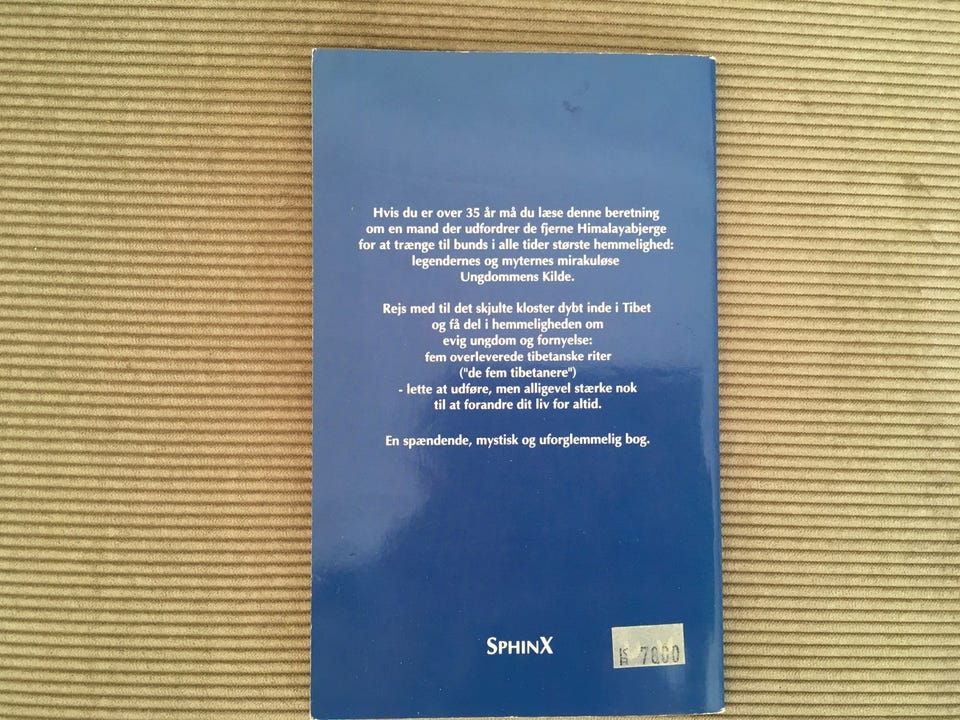 Hvis du er over 35 år må du læse denne beretning
om en mand der udfordrer de fjerne Himalayabjerge
for at trænge til bunds i alle tider største hemmelighed:
legendernes og myternes mirakuløse
Ungdommens Kilde.
Rejs med til det skjulte kloster dybt inde i Tibet
og få del i hemmeligheden om
evig ungdom og fornyelse:
fem overleverede tibetanske riter
("de fem tibetanere")
- lette at udføre, men alligevel stærke nok
til at forandre dit liv for altid.
En spændende, mystisk og uforglemmelig bog.
SPHINX
KR 7800